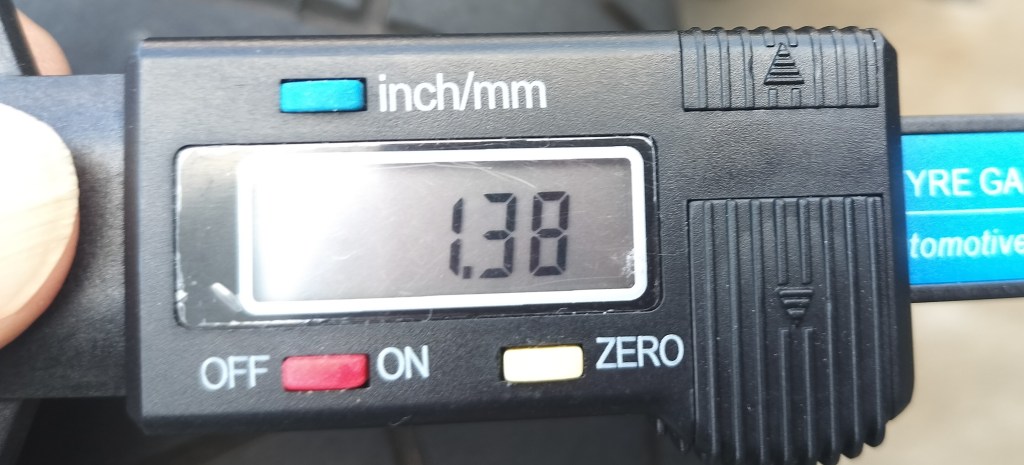 inch/mm
1.38
OFF ON ZERO
YRE GA
tomotive